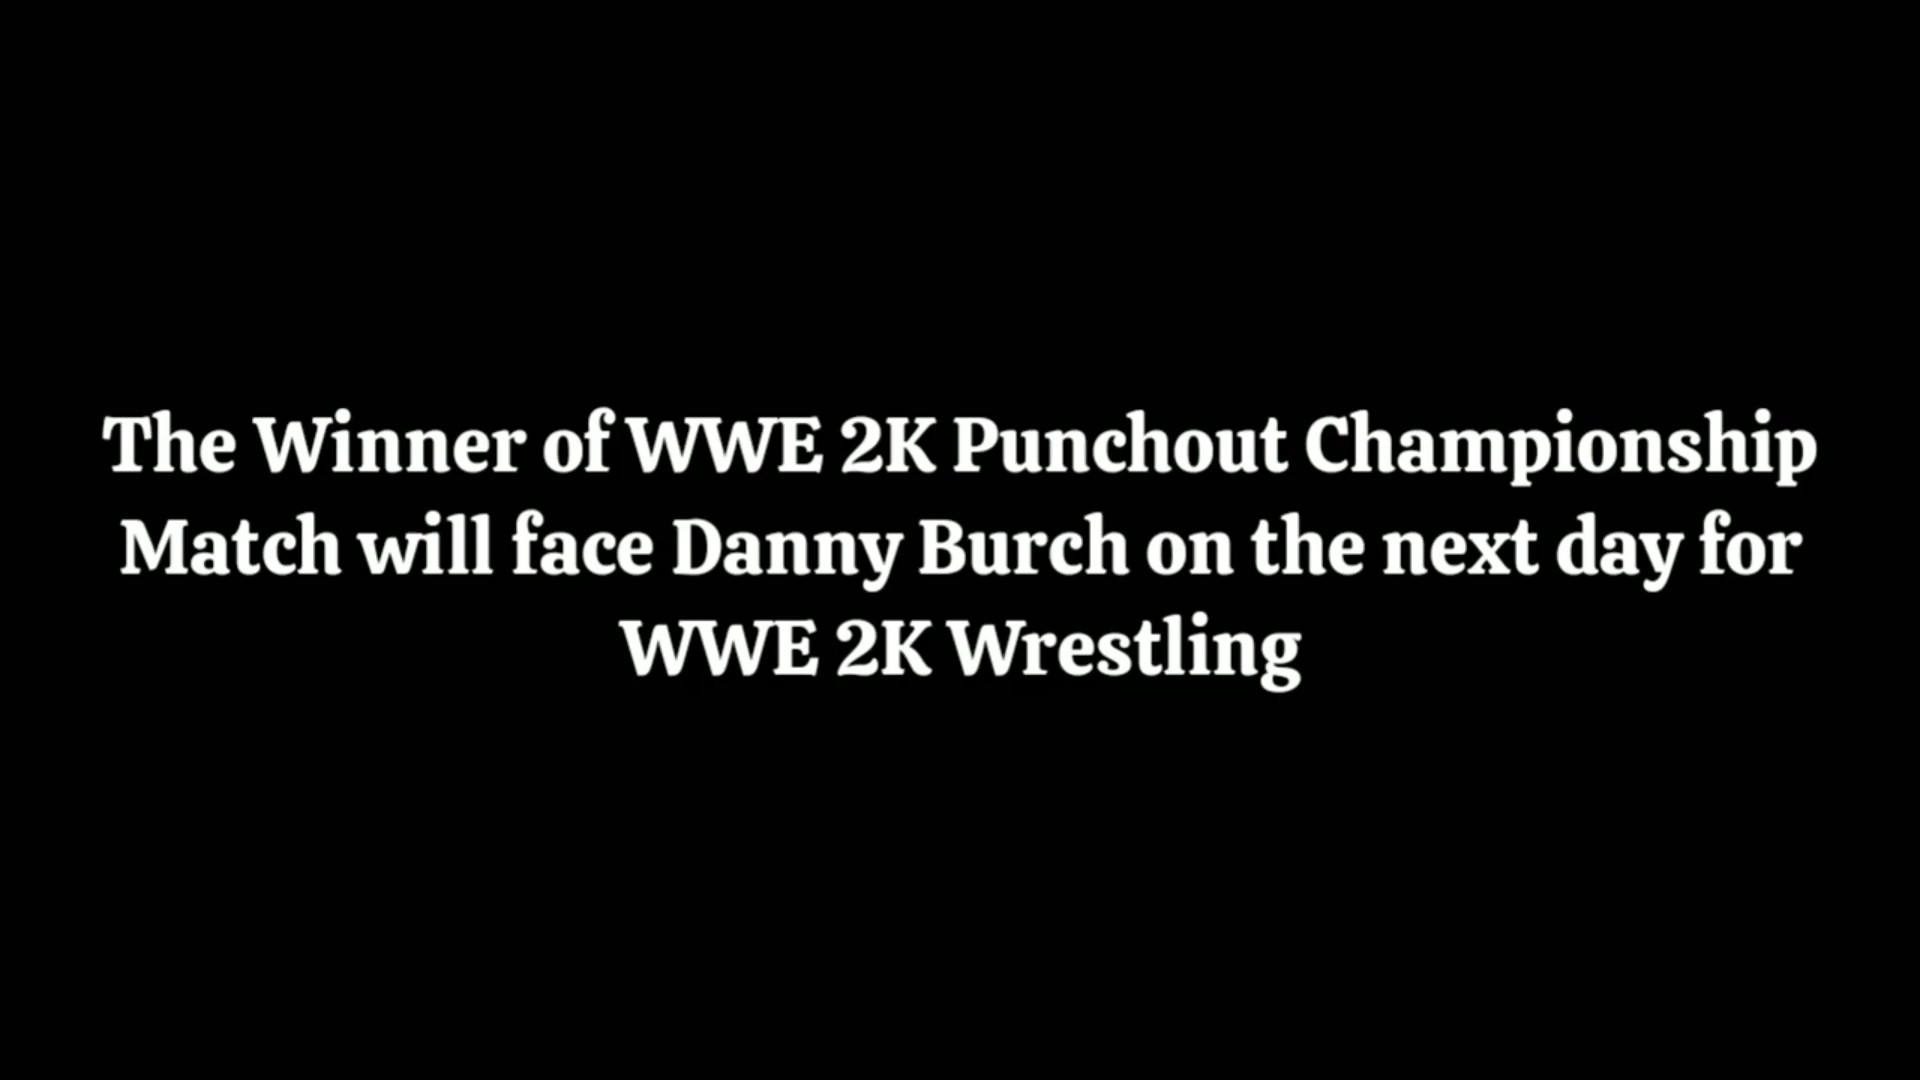 The Winner of WWE 2K Punchout Championship
Match will face Danny Burch on the next day for
WWE 2K Wrestling